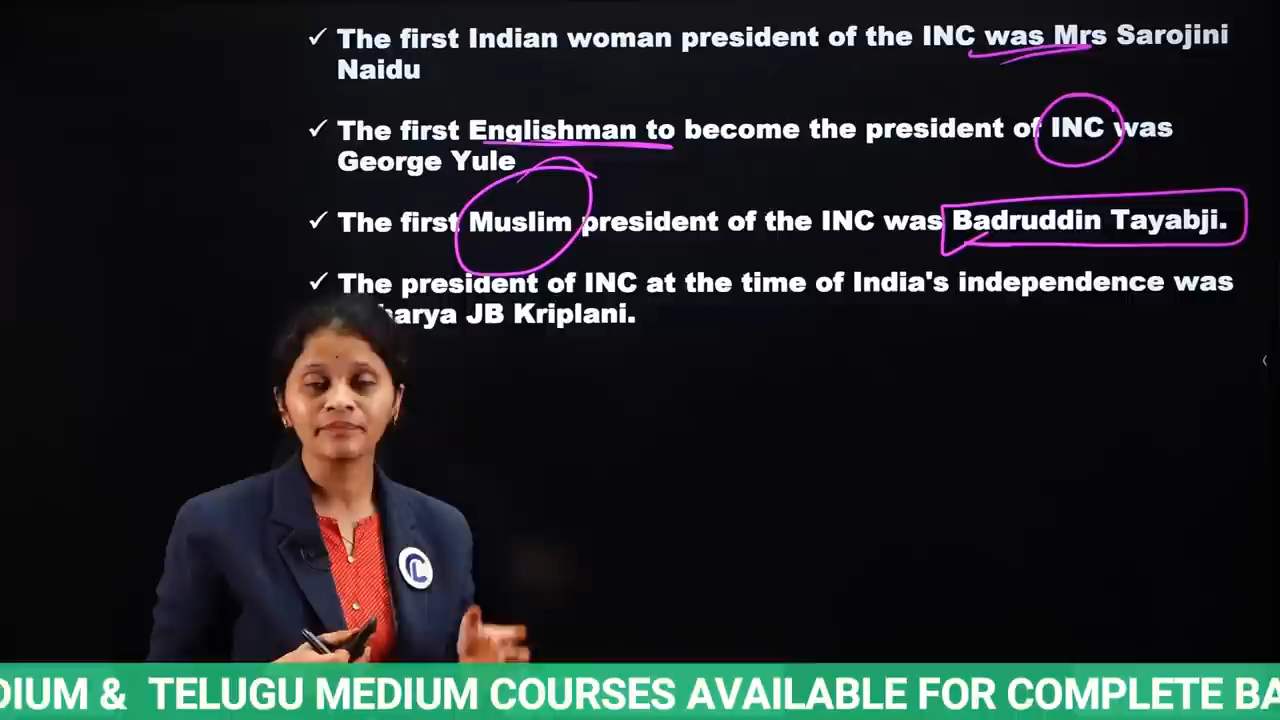 ✓ The first Indian woman president of the INC was Mrs Sarojini
Naidu
✓ The first Englishman to become the president of INC was
George Yule
✓ The first Muslim president of the INC was Badruddin Tayabji.
✓ The president of INC at the time of India's independence was
JB Kriplani.
TELUGU MEDIUM COURSES AVAILABLE FOR COMPLETE